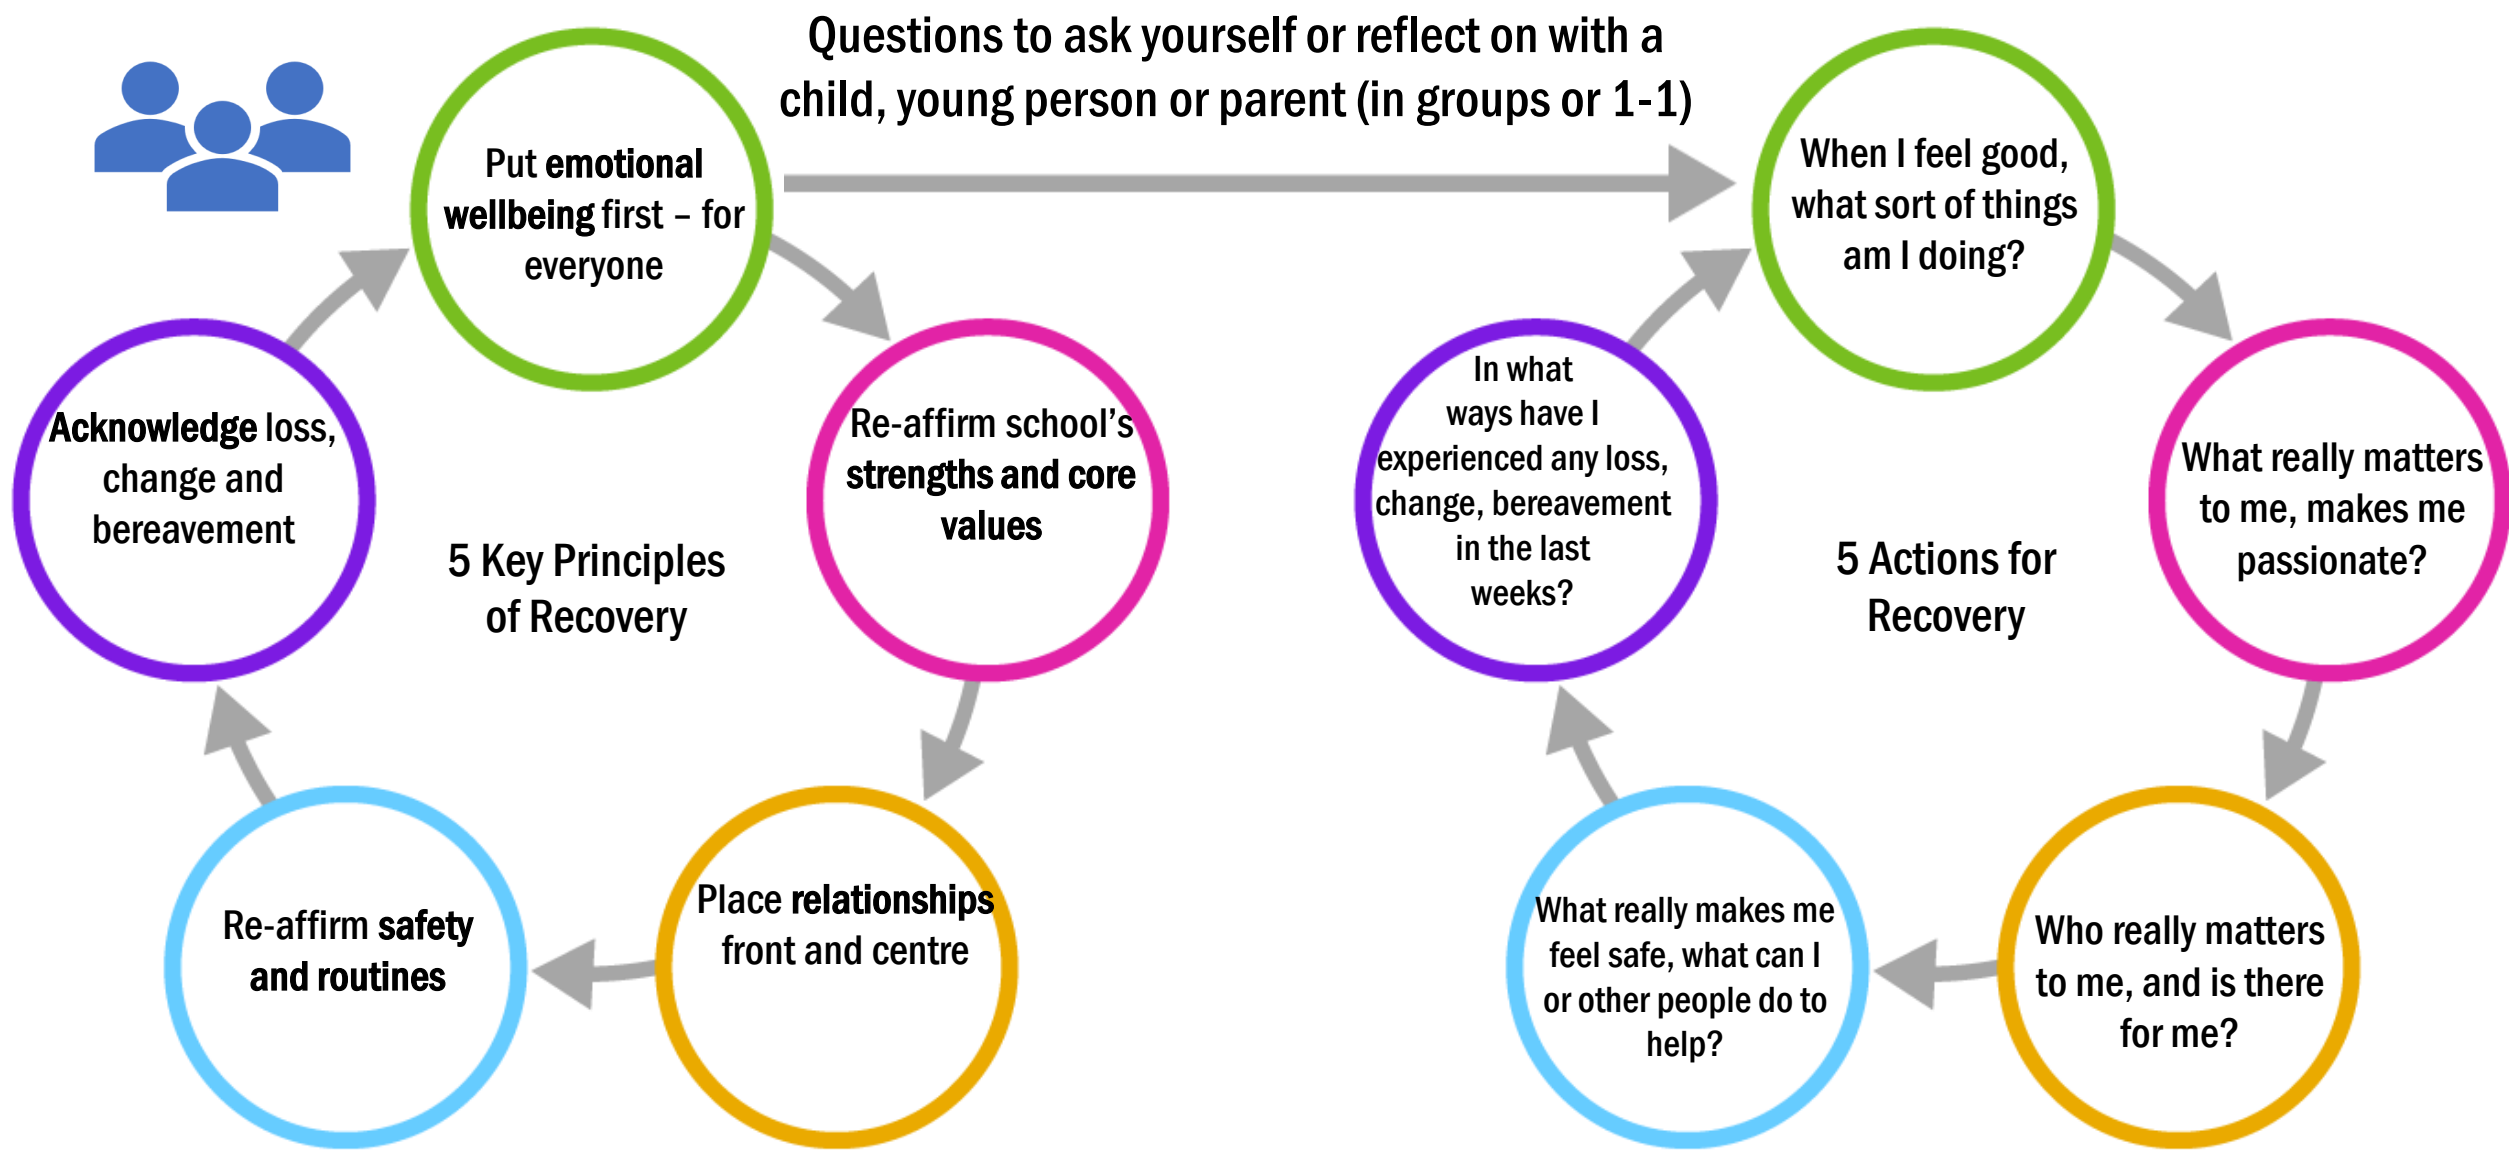 Questions to ask yourself or reflect on with a
child, young person or parent (in groups or 1-1)
Put emotional
wellbeing first – for
everyone
Re-affirm school's
strengths and core
values
Place relationships
front and centre
Re-affirm safety
and routines
Acknowledge loss,
change and
bereavement
5 Key Principles
of Recovery
When I feel good,
what sort of things
am I doing?
What really matters
to me, makes me
passionate?
Who really matters
to me, and is there
for me?
What really makes me
feel safe, what can I
or other people do to
help?
In what
ways have I
experienced any loss,
change, bereavement
in the last
weeks?
5 Actions for
Recovery